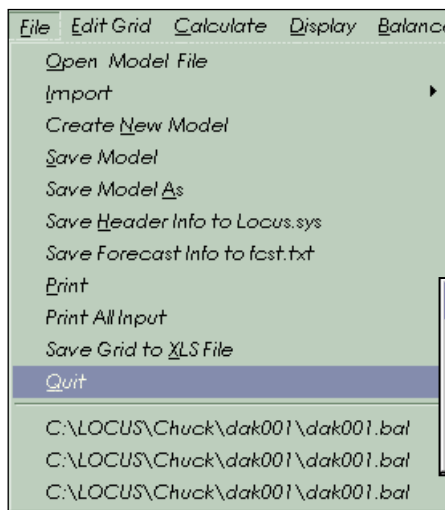 File Edit Grid Calculate Display Balance
Open Model File
Import
Create New Model
Save Model
Save Model As
Save Header Info to Locus.sys
Save Forecast Info to fcst.txt
Print
Print All Input
Save Grid to XLS File
Quit
C:\LOCUS\Chuck\dak001\dak001.bal
C:\LOCUS\Chuck\dak001\dak001.bal
C:\LOCUS\Chuck\dak001\dak001.bal